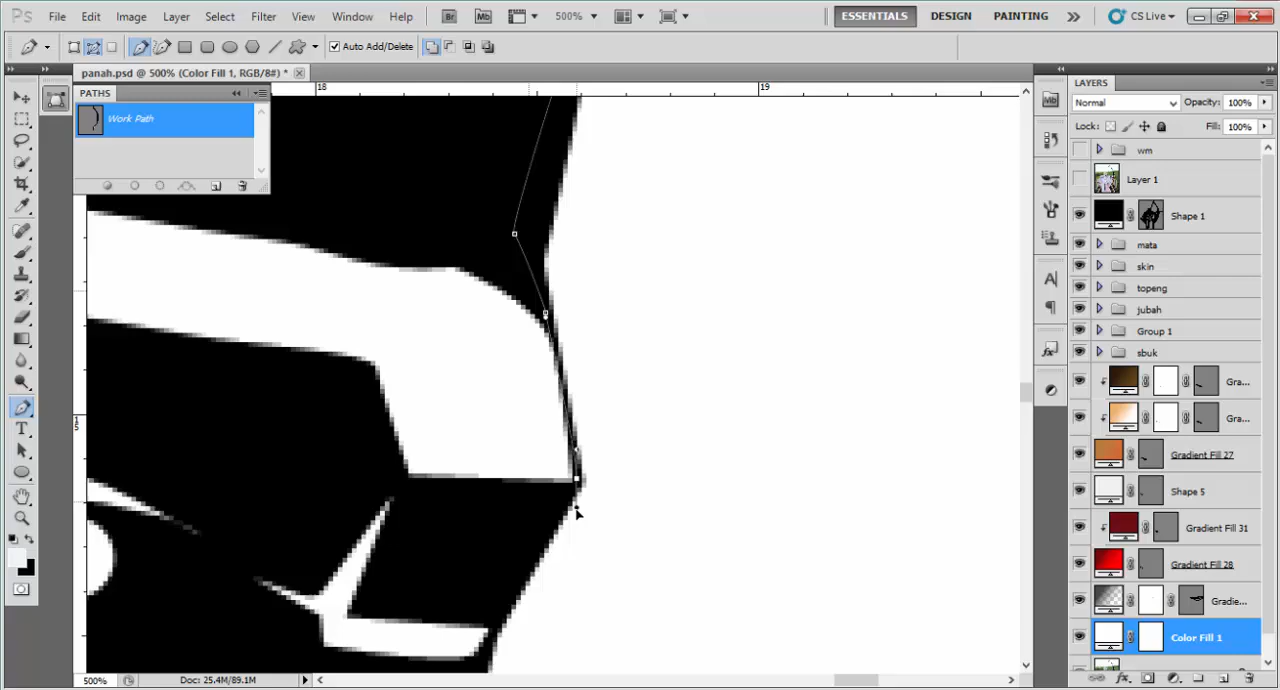 Ps File Edit Image Layer Select Filter View Window Help Br Mb 500% ESSENTIALS DESIGN PAINTING CS Live
Auto Add/Delete
panah.psd @ 500% (Color Fill 1, RGB/8#) *
PATHS
Work Path
18
19
15
LAYERS
Normal Opacity: 100%
Lock: Fill: 100%
wm
Layer 1
Shape 1
mata
skin
topeng
jubah
Group 1
sbuk
Gra...
Gra...
Gradient Fill 27
Shape 5
Gradient Fill 31
Gradient Fill 28
Gradie...
Color Fill 1
Mb
A
T
500% Doc: 25.4M/89.1M